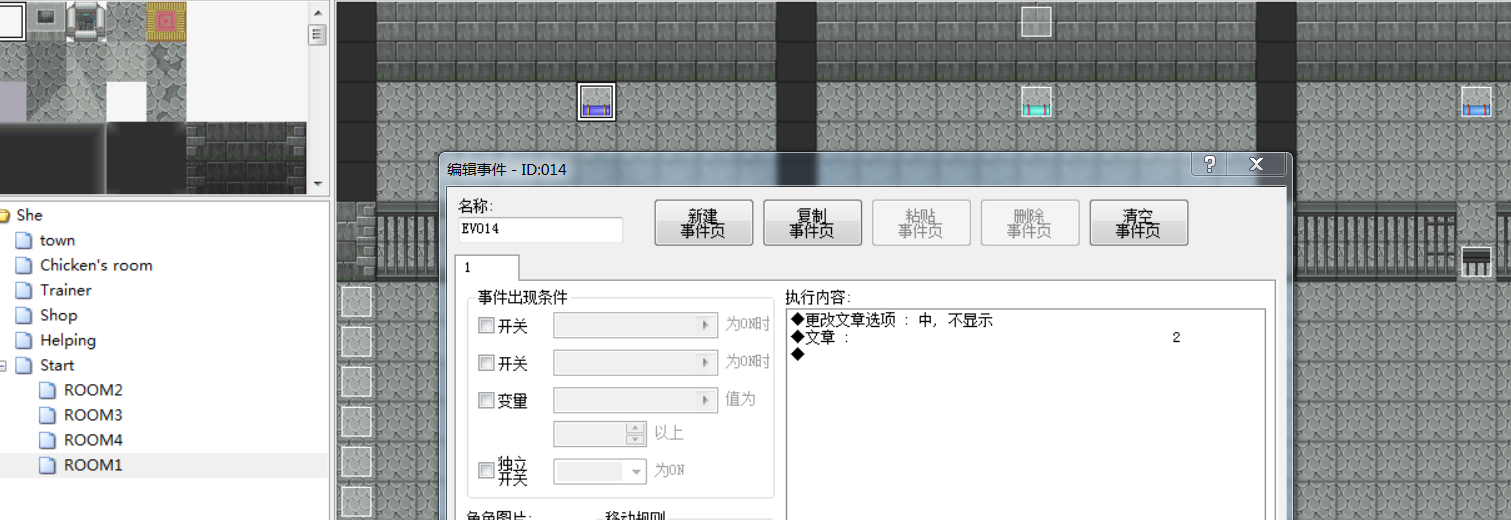 She
town
Chicken's room
Trainer
Shop
Helping
Start
ROOM2
ROOM3
ROOM4
ROOM1
编辑事件 - ID:014
名称:
EV014
新建
事件页
复制
事件页
粘贴
事件页
删除
事件页
清空
事件页
1
事件出现条件
开关 为ON时
开关 为ON时
变量 值为
以上
独立
开关 为ON
角色图片: 移动规则
执行内容:
◆更改文章选项 : 中, 不显示
◆文章 : 2
◆